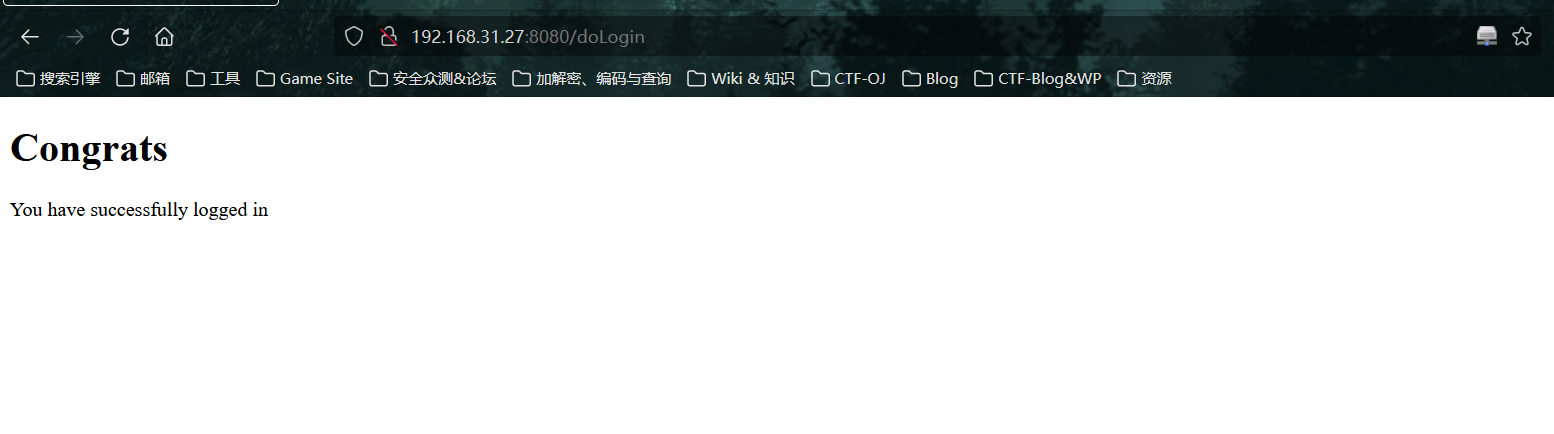 192.168.31.27:8080/doLogin
搜索引擎 邮箱 工具 Game Site 安全众测&论坛 加解密、编码与查询 Wiki & 知识 CTF-OJ Blog CTF-Blog&WP 资源
Congrats
You have successfully logged in